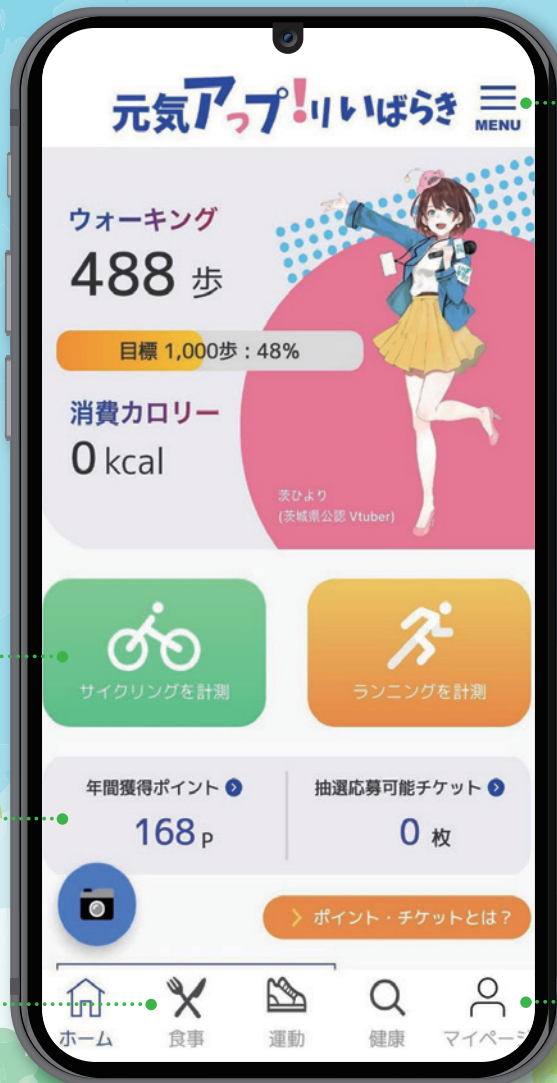 元気アっプ!リいばらき
MENU
ウォーキング
488 歩
目標 1,000歩:48%
消費カロリー
0 kcal
茨ひより
(茨城県公認 Vtuber)
サイクリングを計測
ランニングを計測
年間獲得ポイント
168 P
抽選応募可能チケット
0 枚
ポイント・チケットとは?
ホーム
食事
運動
健康
マイページ